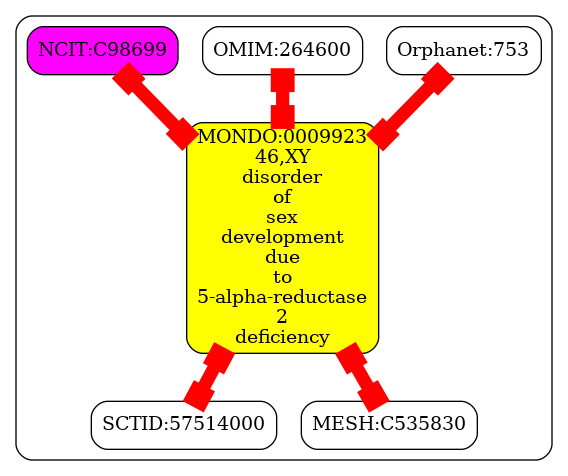 NCIT:C98699
OMIM:264600
Orphanet:753
MONDO:0009923
46,XY
disorder
of
sex
development
due
to
5-alpha-reductase
2
deficiency
SCTID:57514000
MESH:C535830